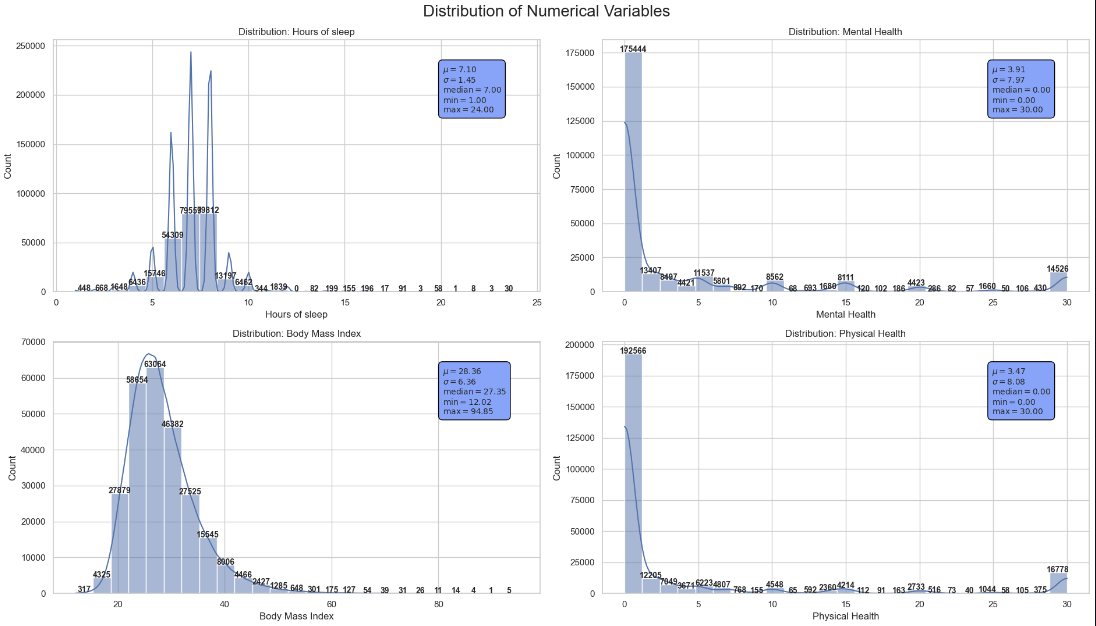 Distribution of Numerical Variables
Distribution: Hours of sleep
250000
200000
150000
100000
50000
0
Count
μ = 7.10
σ = 1.45
median = 7.00
min = 1.00
max = 24.00
448 668 3648 6436 15746 54309 13197 6462 344 1839 0 82 199 155 196 17 91 3 58 1 8 3 30
0 5 10 15 20 25
Hours of sleep
Distribution: Mental Health
175000
150000
125000
100000
75000
50000
25000
0
Count
μ = 3.91
σ = 7.97
median = 0.00
min = 0.00
max = 30.00
175444 13407 8497 4421 11537 5801 892 170 8562 68 693 1680 8111 120 102 186 4423 286 82 57 1660 50 106 430 14526
0 5 10 15 20 25 30
Mental Health
Distribution: Body Mass Index
70000
60000
50000
40000
30000
20000
10000
0
Count
μ = 28.36
σ = 6.36
median = 27.35
min = 12.02
max = 94.85
317 4325 27879 58654 63064 46382 27525 15545 8006 4466 2427 1285 648 301 175 127 54 39 31 26 11 14 4 1 5
20 40 60 80
Body Mass Index
Distribution: Physical Health
200000
175000
150000
125000
100000
75000
50000
25000
0
Count
μ = 3.47
σ = 8.08
median = 0.00
min = 0.00
max = 30.00
192566 12205 7049 3671 6223 4807 768 155 4548 65 592 2360 4214 112 91 163 2733 516 73 40 1044 58 105 375 16778
0 5 10 15 20 25 30
Physical Health